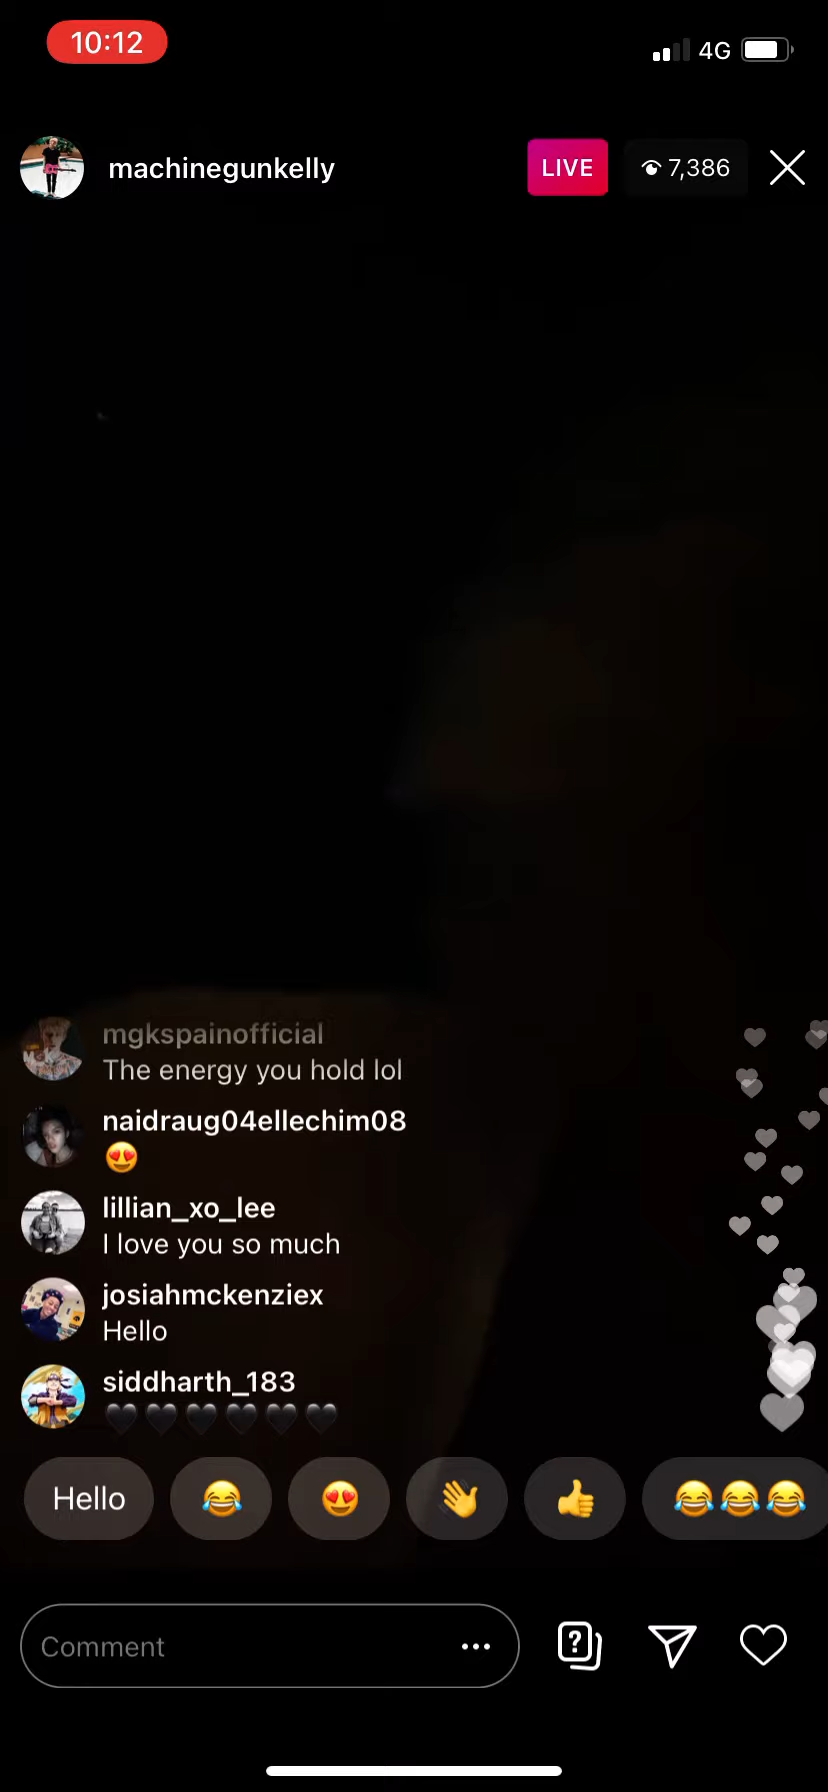 10:12
4G
machinegunkelly LIVE 7,386
mgkspainofficial
The energy you hold lol
naidraug04ellechim08
😍
lillian_xo_lee
I love you so much
josiahmckenziex
Hello
siddharth_183
🖤🖤🖤🖤🖤🖤
Hello 😂 😍 👋 👍 😂😂😂
Comment